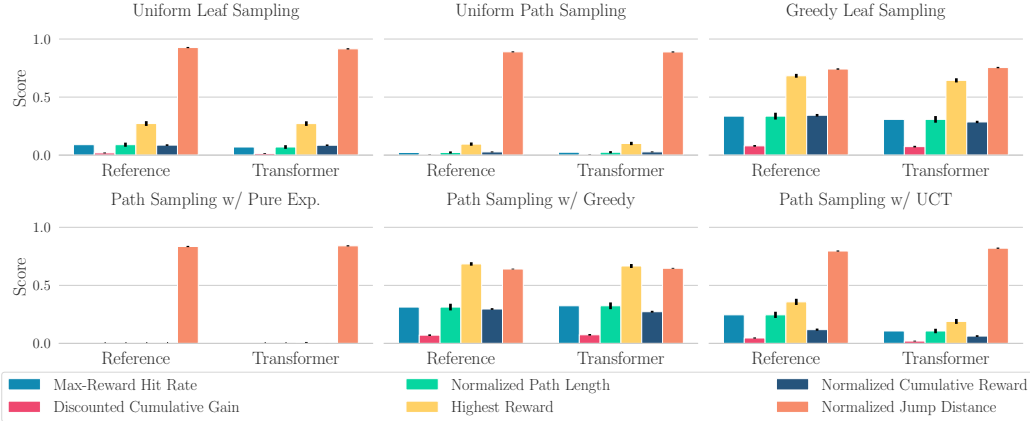 Uniform Leaf Sampling
Uniform Path Sampling
Greedy Leaf Sampling
1.0
0.5
0.0
Score
Reference
Transformer
Reference
Transformer
Reference
Transformer
Path Sampling w/ Pure Exp.
Path Sampling w/ Greedy
Path Sampling w/ UCT
1.0
0.5
0.0
Score
Reference
Transformer
Reference
Transformer
Reference
Transformer
Max-Reward Hit Rate
Discounted Cumulative Gain
Normalized Path Length
Highest Reward
Normalized Cumulative Reward
Normalized Jump Distance